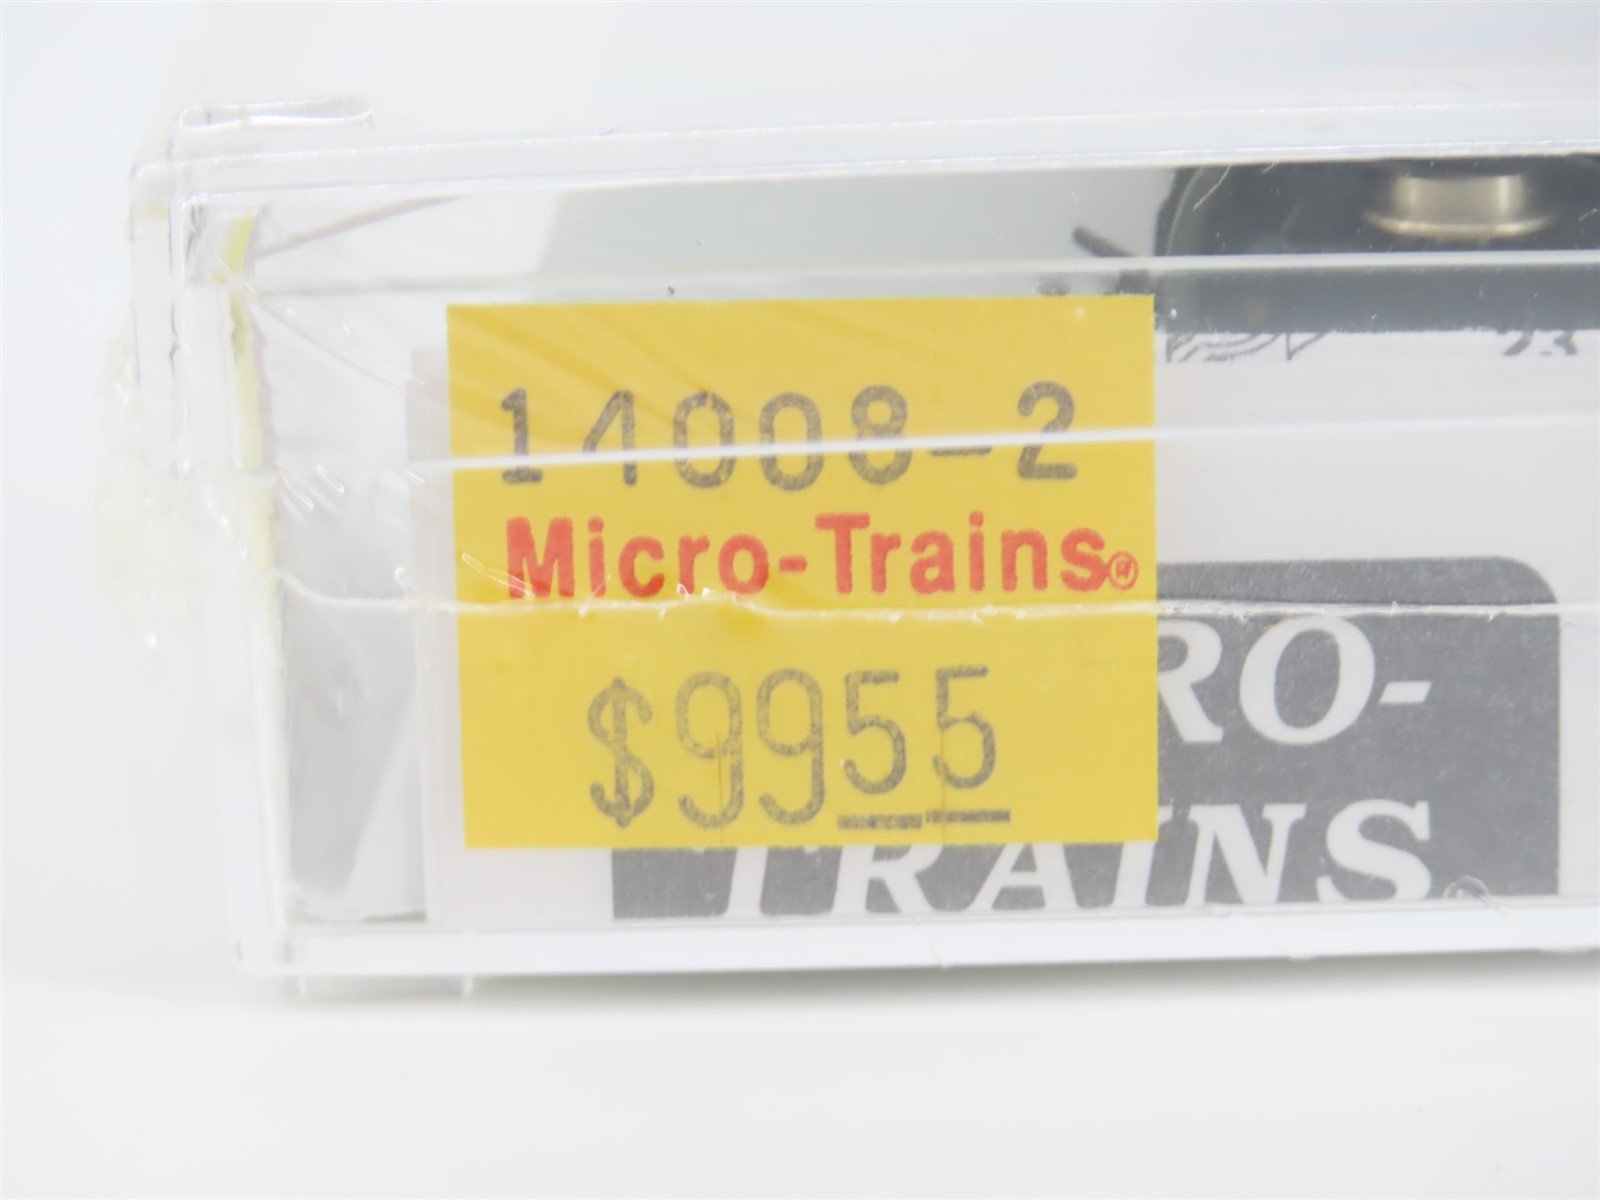 14008-2
Micro-Trains®
$9955
RO-
TRAINS